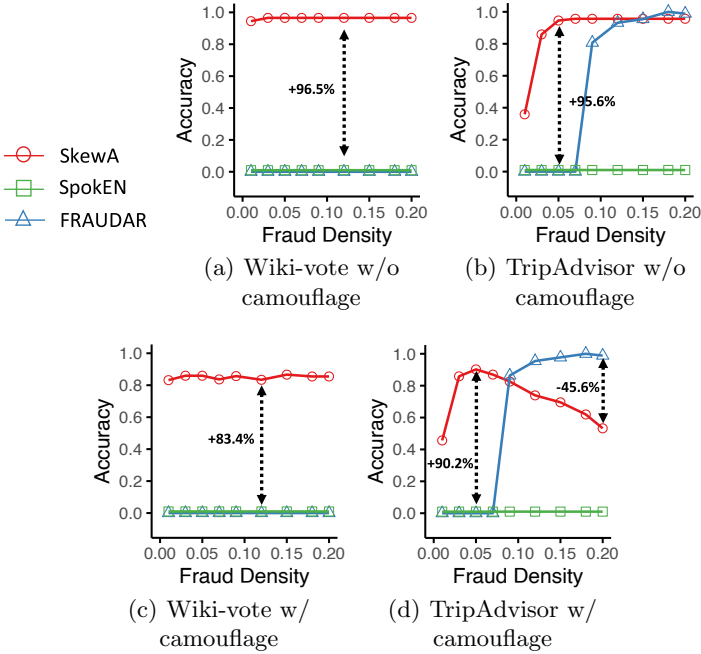 SkewA
SpokEN
FRAUDAR
Accuracy
1.0
0.8
0.6
0.4
0.2
0.0
+96.5%
0.00 0.05 0.10 0.15 0.20
Fraud Density
(a) Wiki-vote w/o
camouflage
Accuracy
1.0
0.8
0.6
0.4
0.2
0.0
+95.6%
0.00 0.05 0.10 0.15 0.20
Fraud Density
(b) TripAdvisor w/o
camouflage
Accuracy
1.0
0.8
0.6
0.4
0.2
0.0
+83.4%
0.00 0.05 0.10 0.15 0.20
Fraud Density
(c) Wiki-vote w/
camouflage
Accuracy
1.0
0.8
0.6
0.4
0.2
0.0
-45.6%
+90.2%
0.00 0.05 0.10 0.15 0.20
Fraud Density
(d) TripAdvisor w/
camouflage